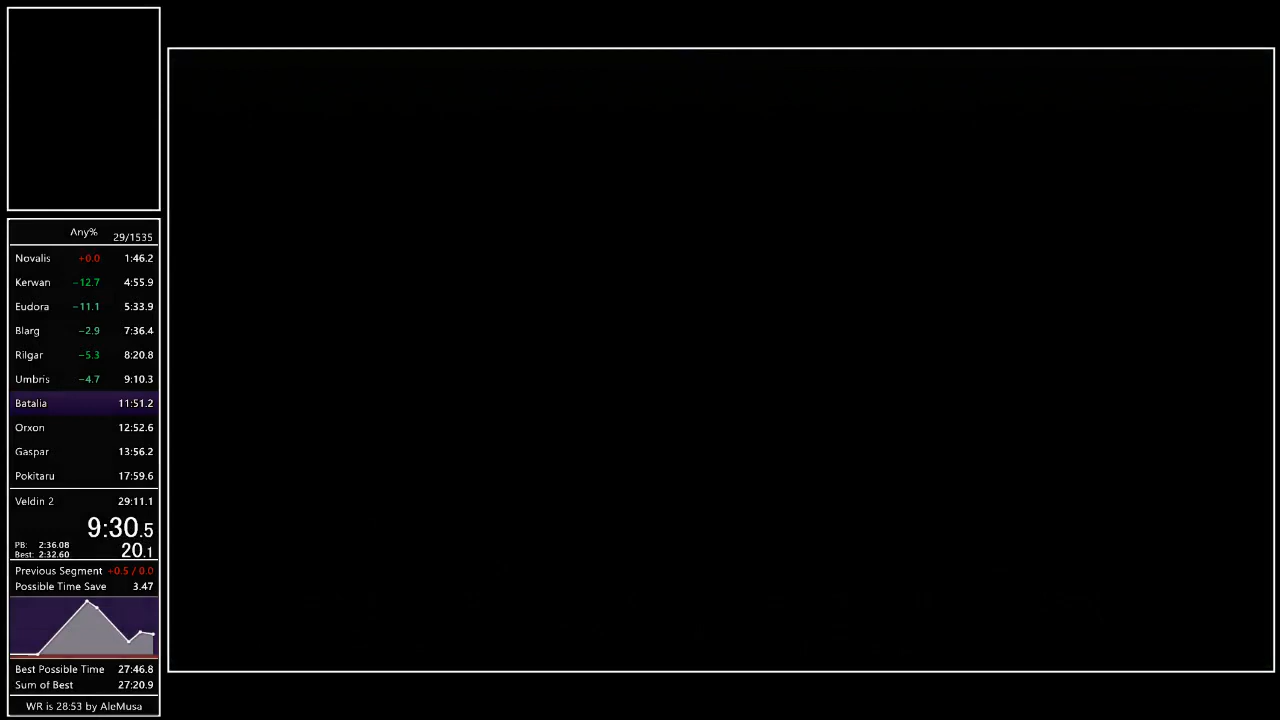 Any% 29/1535
Novalis +0.0 1:46.2
Kerwan −12.7 4:55.9
Eudora −11.1 5:33.9
Blarg −2.9 7:36.4
Rilgar −5.3 8:20.8
Umbris −4.7 9:10.3
Batalia 11:51.2
Orxon 12:52.6
Gaspar 13:56.2
Pokitaru 17:59.6
Veldin 2 29:11.1
9:30.5
PB: 2:36.08
Best: 2:32.60 20.1
Previous Segment +0.5 / 0.0
Possible Time Save 3.47
Best Possible Time 27:46.8
Sum of Best 27:20.9
WR is 28:53 by AleMusa